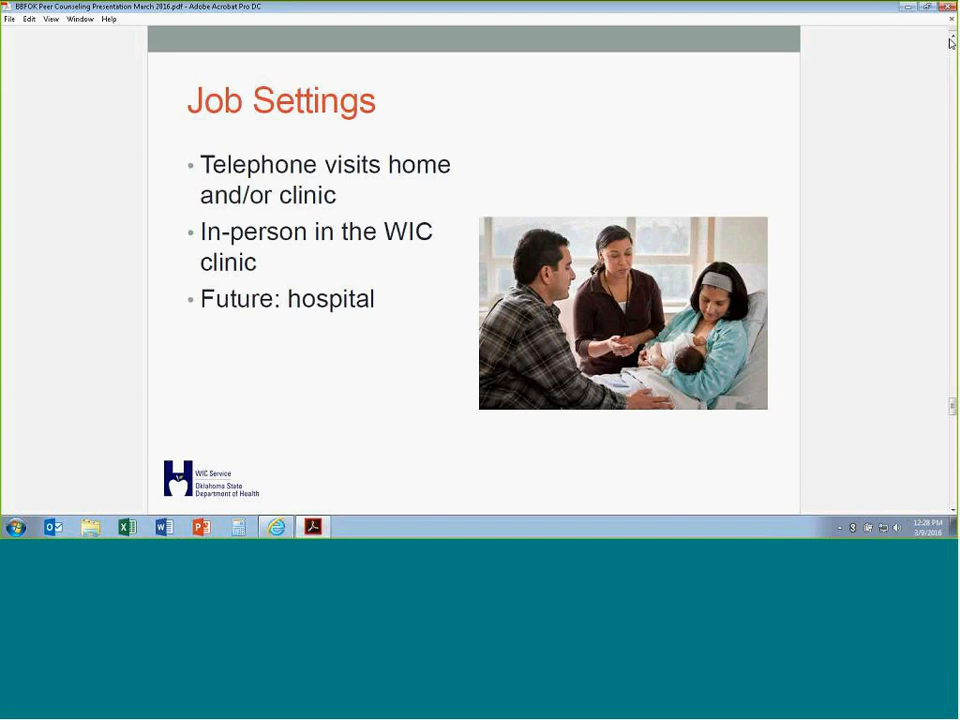 BBFOK Peer Counseling Presentation March 2016.pdf - Adobe Acrobat Pro DC
File Edit View Window Help
Job Settings
• Telephone visits home
and/or clinic
• In-person in the WIC
clinic
• Future: hospital
WIC Service
Oklahoma State
Department of Health
12:28 PM
3/9/2016